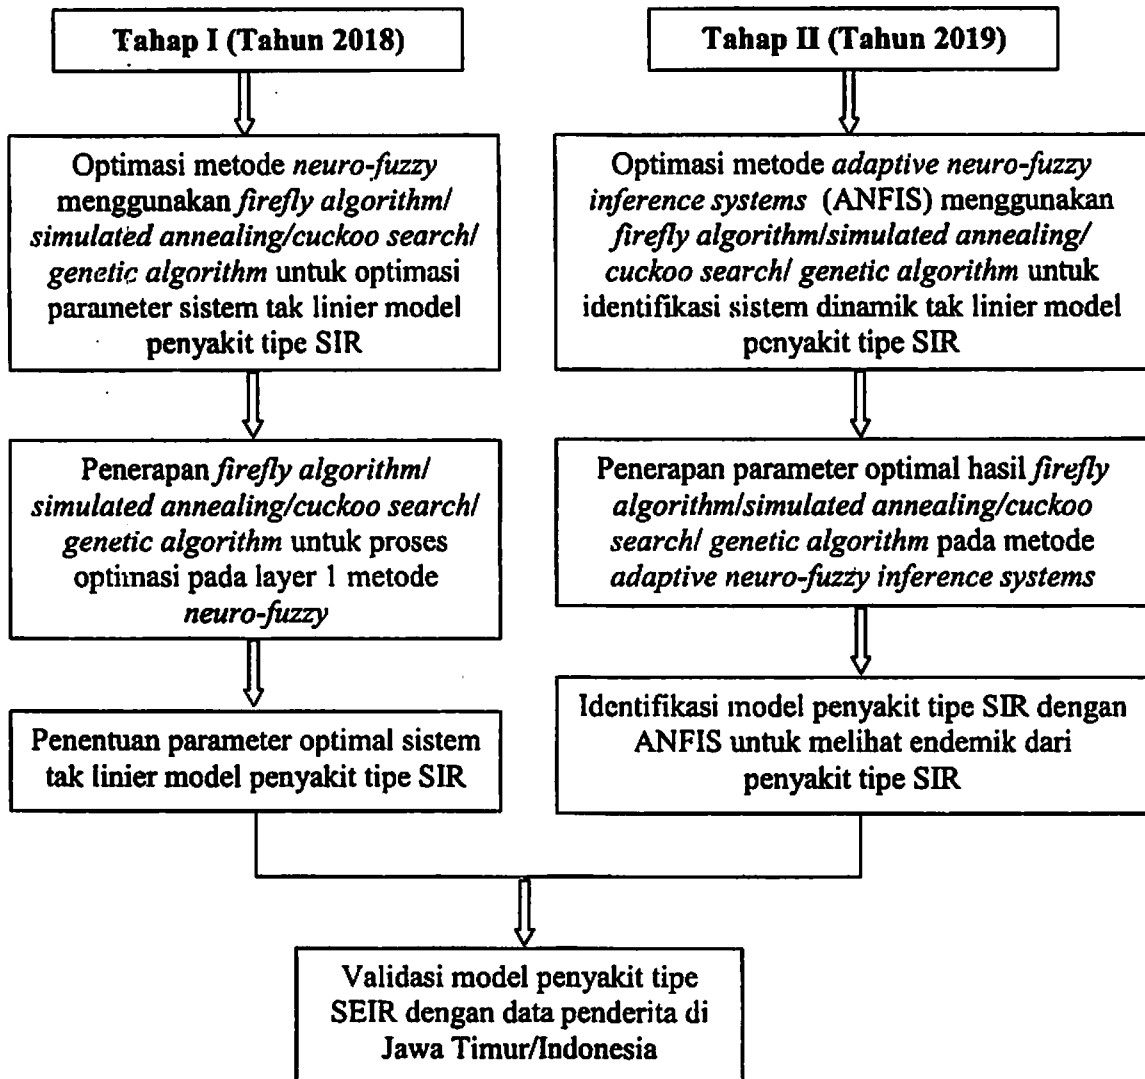 Tahap I (Tahun 2018)
Optimasi metode neuro-fuzzy
menggunakan firefly algorithm/
simulated annealing/cuckoo search/
genetic algorithm untuk optimasi
parameter sistem tak linier model
penyakit tipe SIR
Penerapan firefly algorithm/
simulated annealing/cuckoo search/
genetic algorithm untuk proses
optimasi pada layer 1 metode
neuro-fuzzy
Penentuan parameter optimal sistem
tak linier model penyakit tipe SIR
Tahap II (Tahun 2019)
Optimasi metode adaptive neuro-fuzzy
inference systems (ANFIS) menggunakan
firefly algorithm/simulated annealing/
cuckoo search/ genetic algorithm untuk
identifikasi sistem dinamik tak linier model
penyakit tipe SIR
Penerapan parameter optimal hasil firefly
algorithm/simulated annealing/cuckoo
search/ genetic algorithm pada metode
adaptive neuro-fuzzy inference systems
Identifikasi model penyakit tipe SIR dengan
ANFIS untuk melihat endemik dari
penyakit tipe SIR
Validasi model penyakit tipe
SEIR dengan data penderita di
Jawa Timur/Indonesia